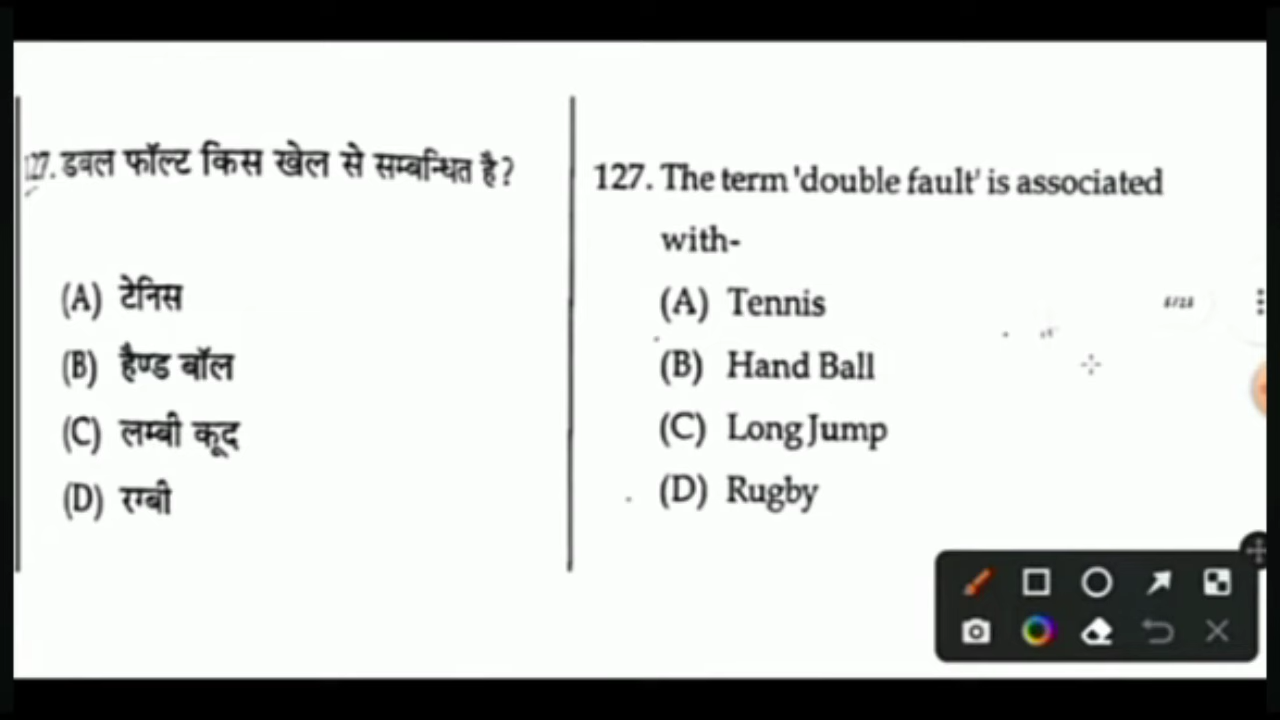 127. डबल फॉल्ट किस खेल से सम्बन्धित है?
(A) टेनिस
(B) हैण्ड बॉल
(C) लम्बी कूद
(D) रग्बी
127. The term 'double fault' is associated
with-
(A) Tennis
(B) Hand Ball
(C) Long Jump
(D) Rugby